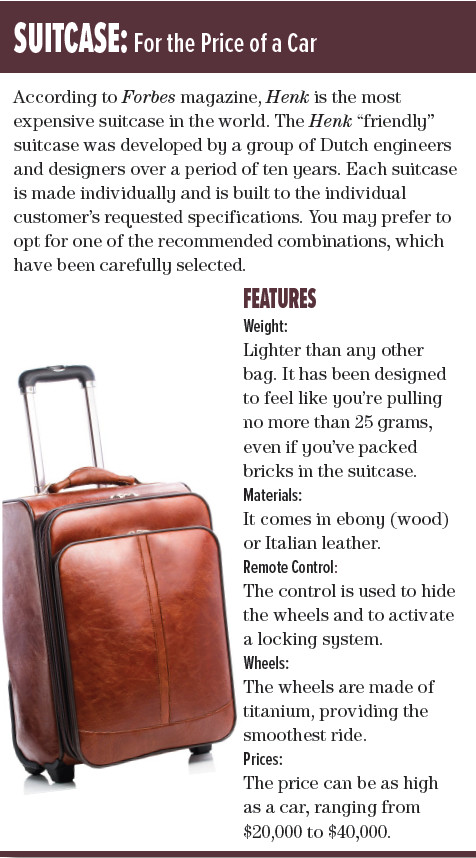 SUITCASE: For the Price of a Car
According to Forbes magazine, Henk is the most
expensive suitcase in the world. The Henk “friendly”
suitcase was developed by a group of Dutch engineers
and designers over a period of ten years. Each suitcase
is made individually and is built to the individual
customer’s requested specifications. You may prefer to
opt for one of the recommended combinations, which
have been carefully selected.
FEATURES
Weight:
Lighter than any other
bag. It has been designed
to feel like you’re pulling
no more than 25 grams,
even if you’ve packed
bricks in the suitcase.
Materials:
It comes in ebony (wood)
or Italian leather.
Remote Control:
The control is used to hide
the wheels and to activate
a locking system.
Wheels:
The wheels are made of
titanium, providing the
smoothest ride.
Prices:
The price can be as high
as a car, ranging from
$20,000 to $40,000.